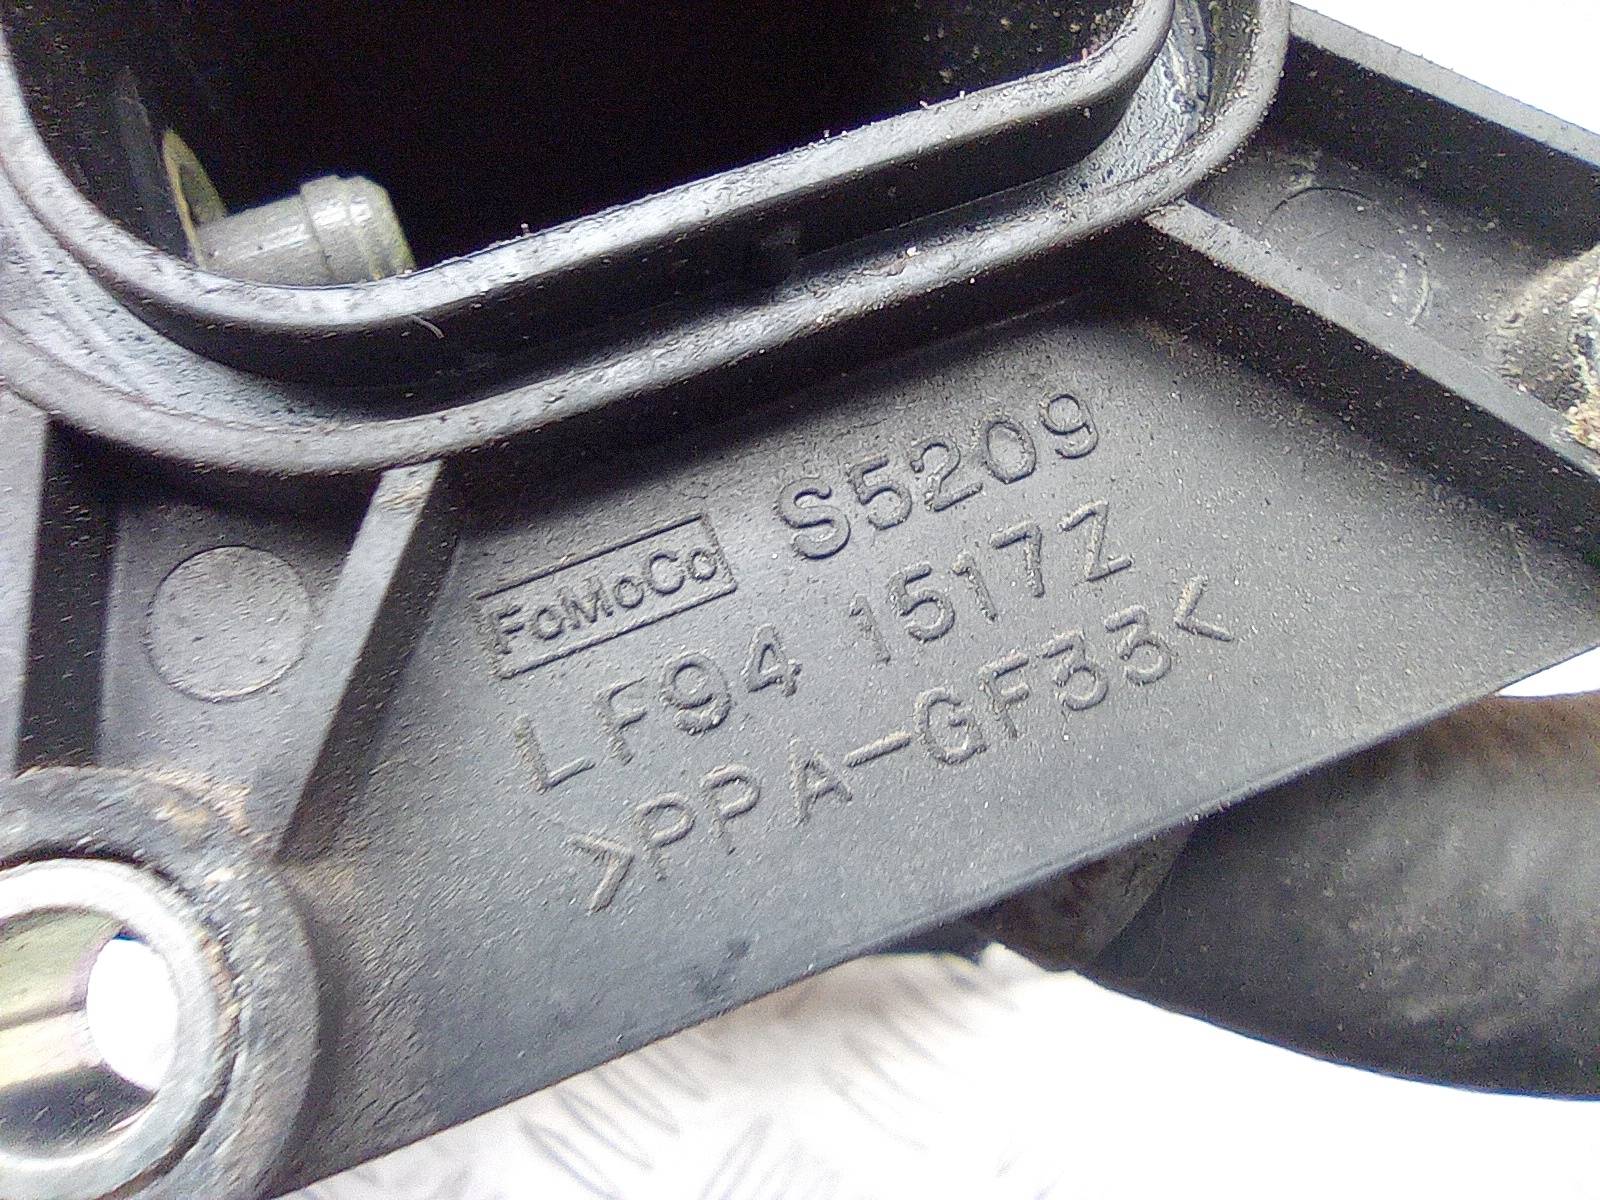 FoMoCo S5209
LF94 1517Z
>PPA-GF33<